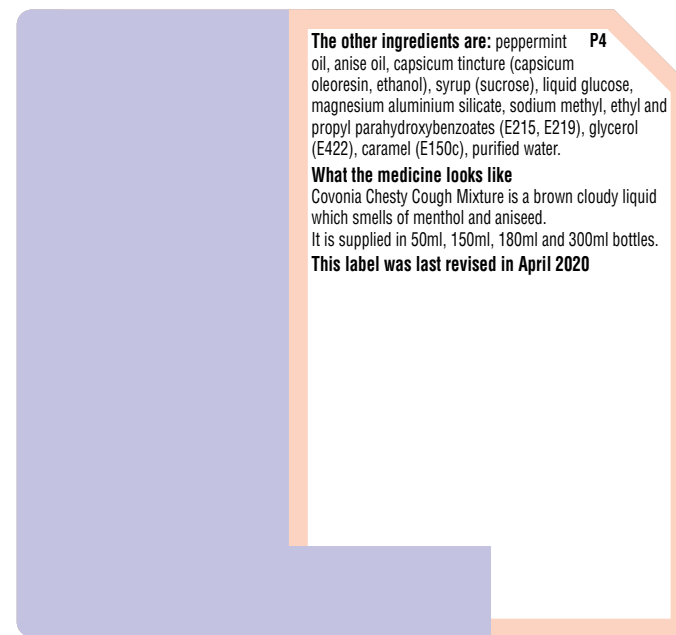 The other ingredients are: peppermint P4
oil, anise oil, capsicum tincture (capsicum
oleoresin, ethanol), syrup (sucrose), liquid glucose,
magnesium aluminium silicate, sodium methyl, ethyl and
propyl parahydroxybenzoates (E215, E219), glycerol
(E422), caramel (E150c), purified water.
What the medicine looks like
Covonia Chesty Cough Mixture is a brown cloudy liquid
which smells of menthol and aniseed.
It is supplied in 50ml, 150ml, 180ml and 300ml bottles.
This label was last revised in April 2020